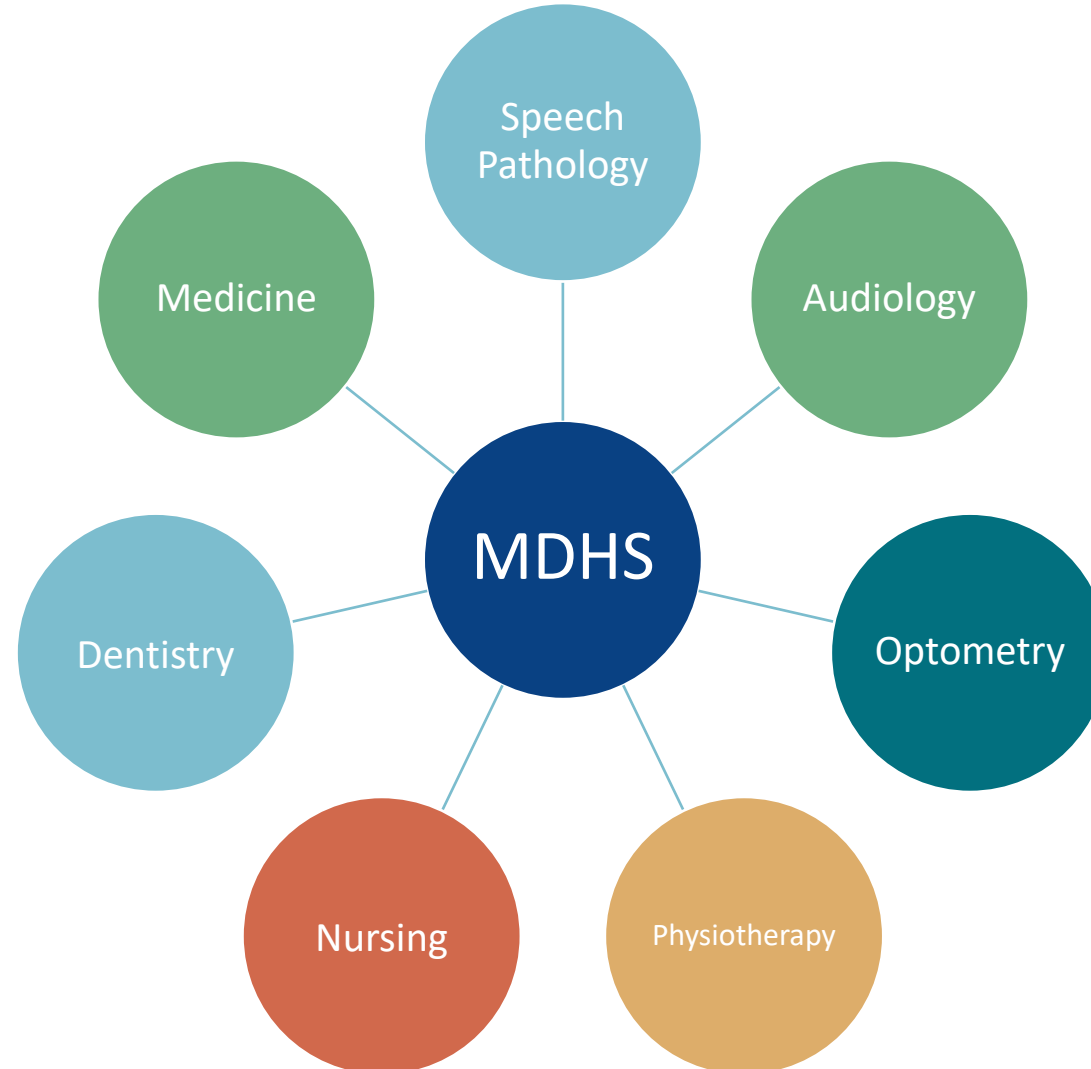 Speech
Pathology
Medicine
Audiology
MDHS
Dentistry
Optometry
Nursing
Physiotherapy